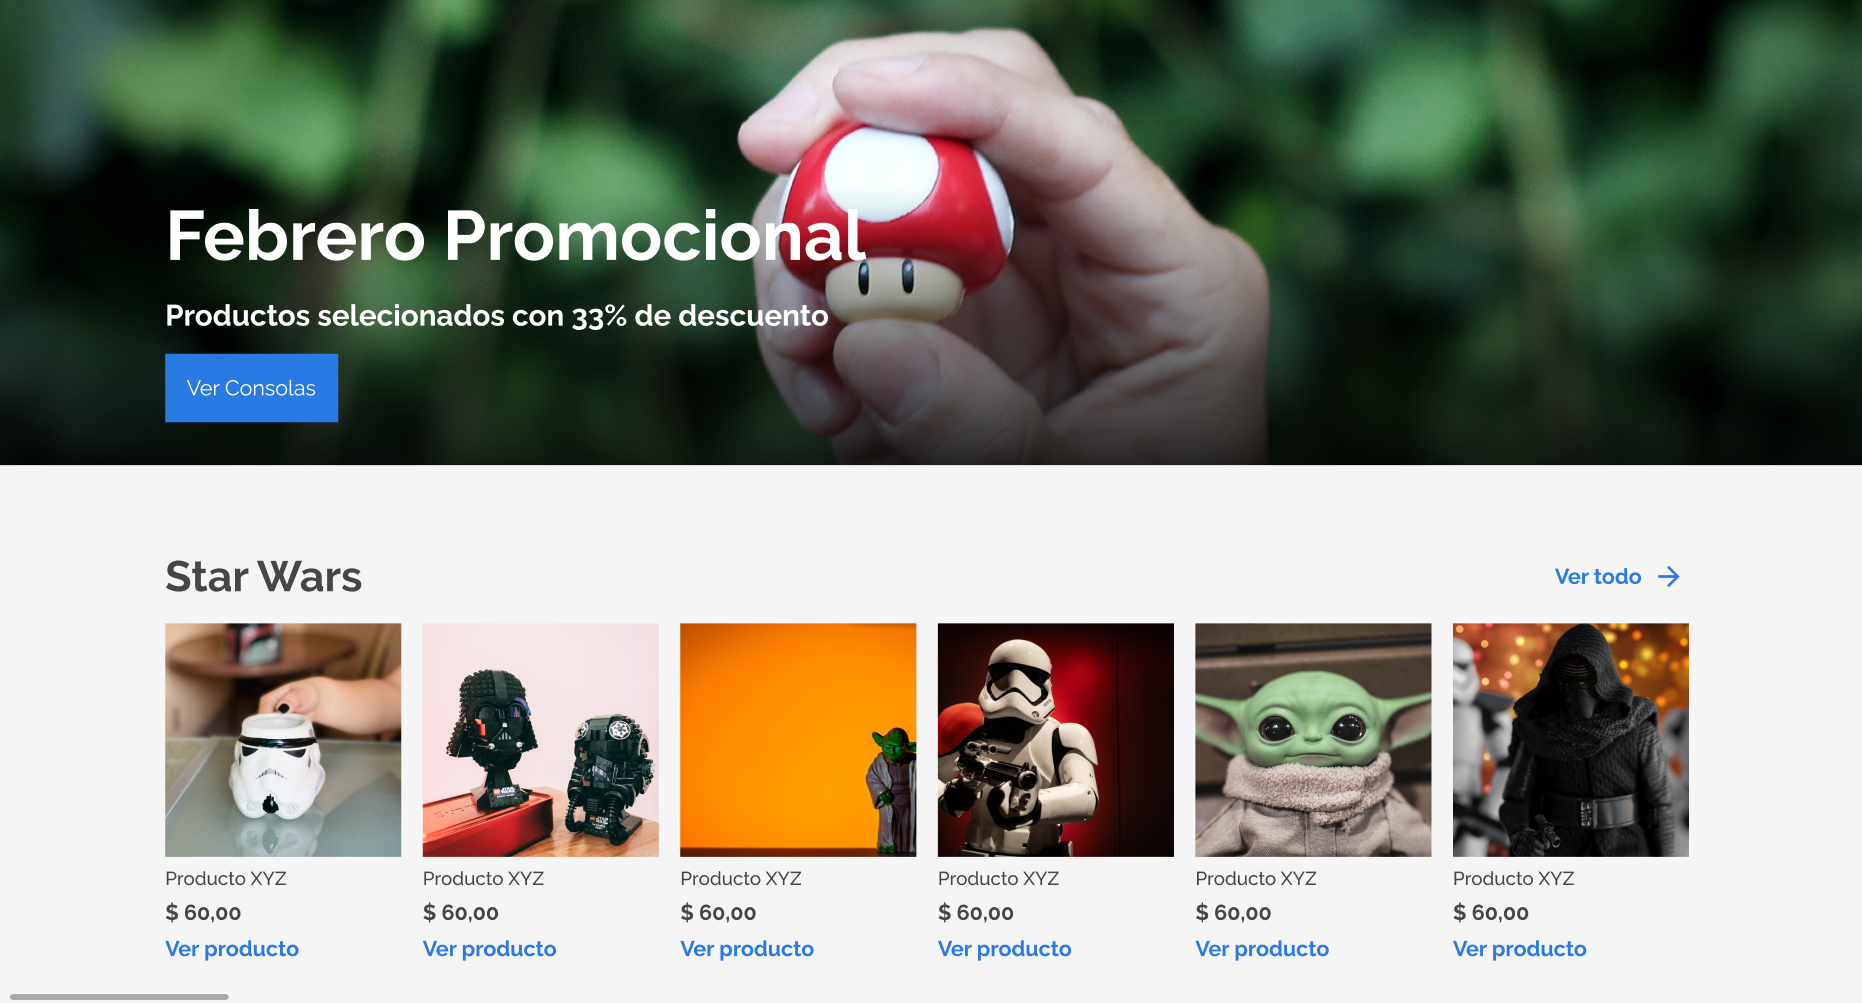 Febrero Promocional
Productos selecionados con 33% de descuento
Ver Consolas
Star Wars
Ver todo
Producto XYZ
$ 60,00
Ver producto
Producto XYZ
$ 60,00
Ver producto
Producto XYZ
$ 60,00
Ver producto
Producto XYZ
$ 60,00
Ver producto
Producto XYZ
$ 60,00
Ver producto
Producto XYZ
$ 60,00
Ver producto